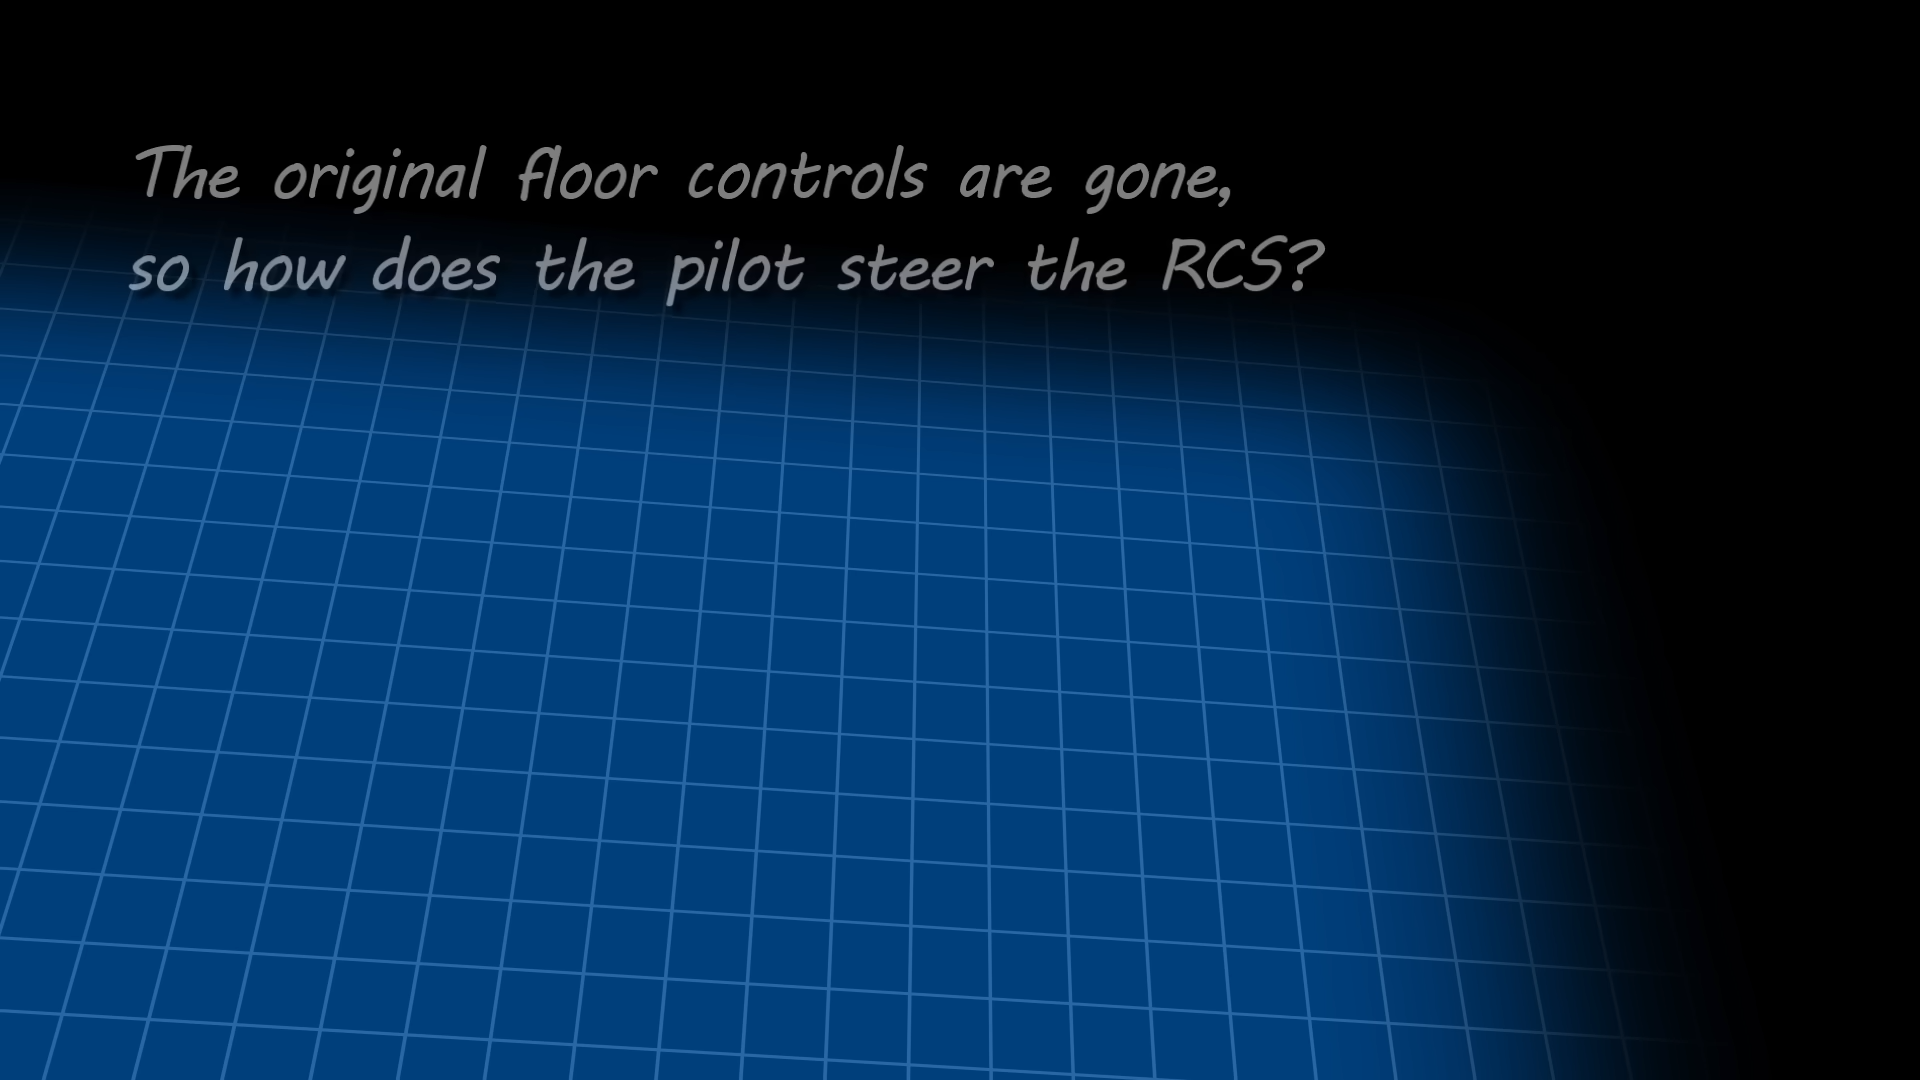 The original floor controls are gone,
so how does the pilot steer the RCS?